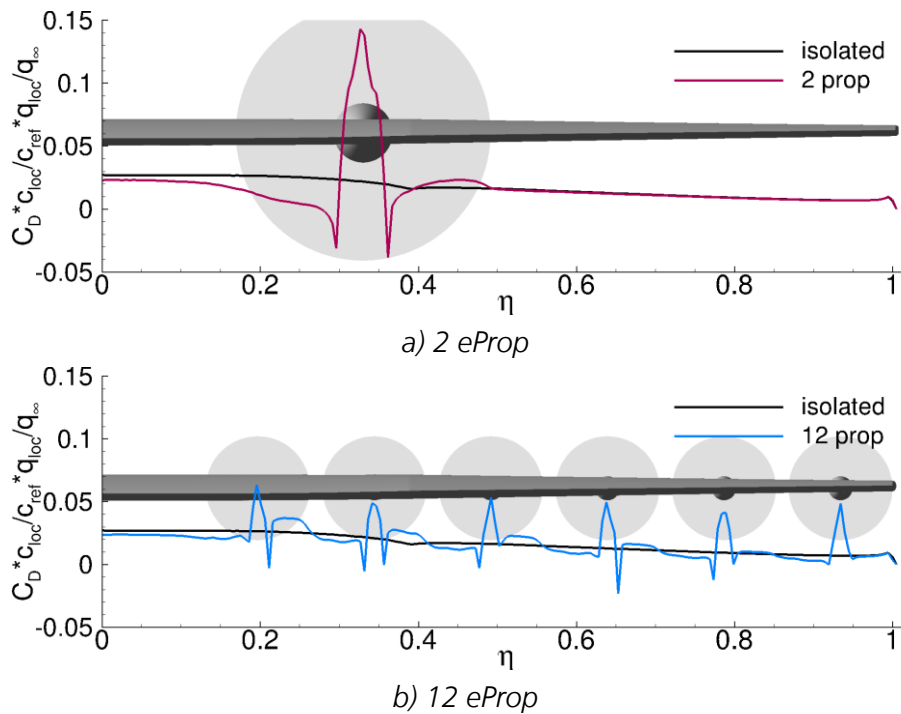 0.15
0.1
0.05
0
-0.05
C_D*c_loc/c_ref*q_loc/q_∞
isolated
2 prop
0 0.2 0.4 0.6 0.8 1
η
a) 2 eProp
0.15
0.1
0.05
0
-0.05
C_D*c_loc/c_ref*q_loc/q_∞
isolated
12 prop
0 0.2 0.4 0.6 0.8 1
η
b) 12 eProp